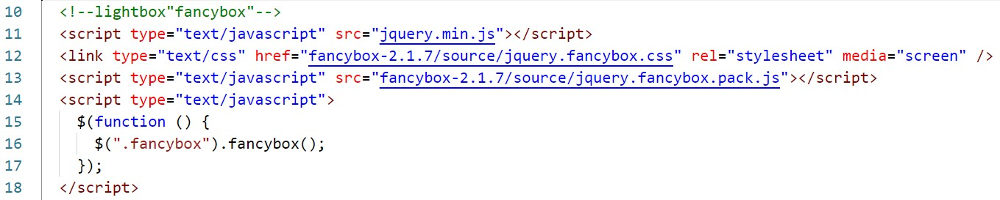 10 <!--lightbox"fancybox"-->
11 <script type="text/javascript" src="jquery.min.js"></script>
12 <link type="text/css" href="fancybox-2.1.7/source/jquery.fancybox.css" rel="stylesheet" media="screen" />
13 <script type="text/javascript" src="fancybox-2.1.7/source/jquery.fancybox.pack.js"></script>
14 <script type="text/javascript">
15 $(function () {
16 $(".fancybox").fancybox();
17 });
18 </script>